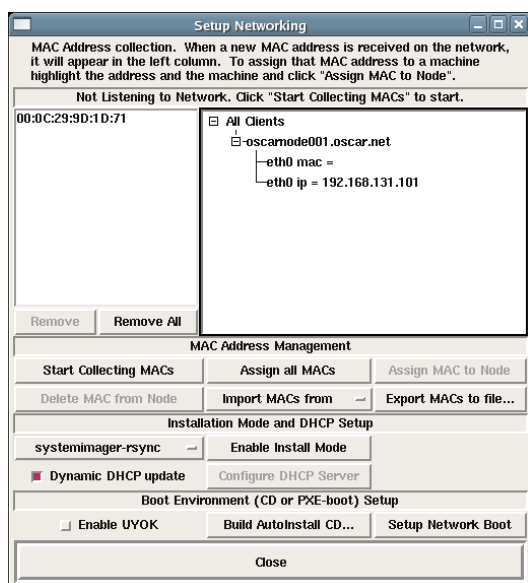 Setup Networking
MAC Address collection. When a new MAC address is received on the network,
it will appear in the left column. To assign that MAC address to a machine
highlight the address and the machine and click "Assign MAC to Node".
Not Listening to Network. Click "Start Collecting MACs" to start.
00:0C:29:9D:1D:71
All Clients
oscarnode001.oscar.net
eth0 mac =
eth0 ip = 192.168.131.101
Remove Remove All
MAC Address Management
Start Collecting MACs Assign all MACs Assign MAC to Node
Delete MAC from Node Import MACs from Export MACs to file...
Installation Mode and DHCP Setup
systemimager-rsync Enable Install Mode
Dynamic DHCP update Configure DHCP Server
Boot Environment (CD or PXE-boot) Setup
Enable UYOK Build AutoInstall CD... Setup Network Boot
Close